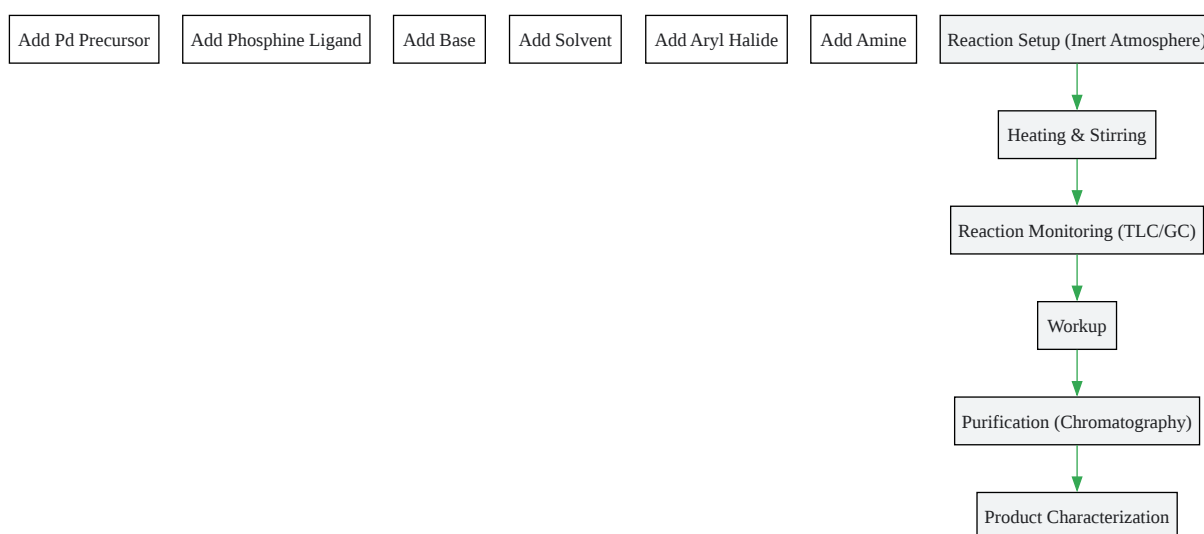 Add Pd Precursor
Add Phosphine Ligand
Add Base
Add Solvent
Add Aryl Halide
Add Amine
Reaction Setup (Inert Atmosphere)
Heating & Stirring
Reaction Monitoring (TLC/GC)
Workup
Purification (Chromatography)
Product Characterization